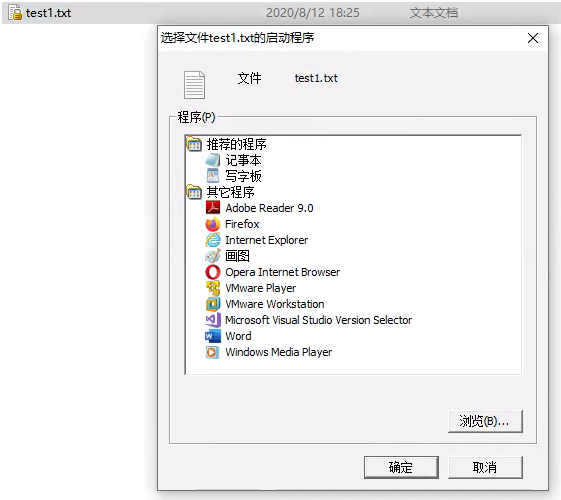 test1.txt 2020/8/12 18:25 文本文档
选择文件test1.txt的启动程序
文件 test1.txt
程序(P)
推荐的程序
记事本
写字板
其它程序
Adobe Reader 9.0
Firefox
Internet Explorer
画图
Opera Internet Browser
VMware Player
VMware Workstation
Microsoft Visual Studio Version Selector
Word
Windows Media Player
浏览(B)...
确定 取消